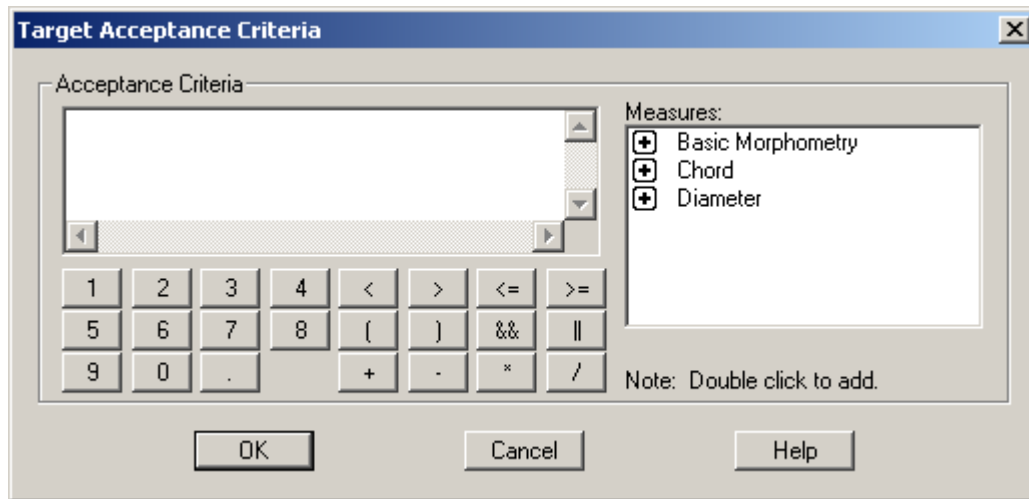 Target Acceptance Criteria
Acceptance Criteria
Measures:
Basic Morphometry
Chord
Diameter
1 2 3 4 < > <= >=
5 6 7 8 ( ) && ||
9 0 . + - * /
Note: Double click to add.
OK Cancel Help